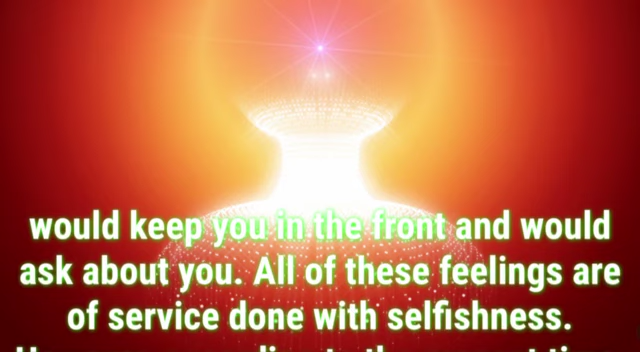 would keep you in the front and would
ask about you. All of these feelings are
of service done with selfishness.